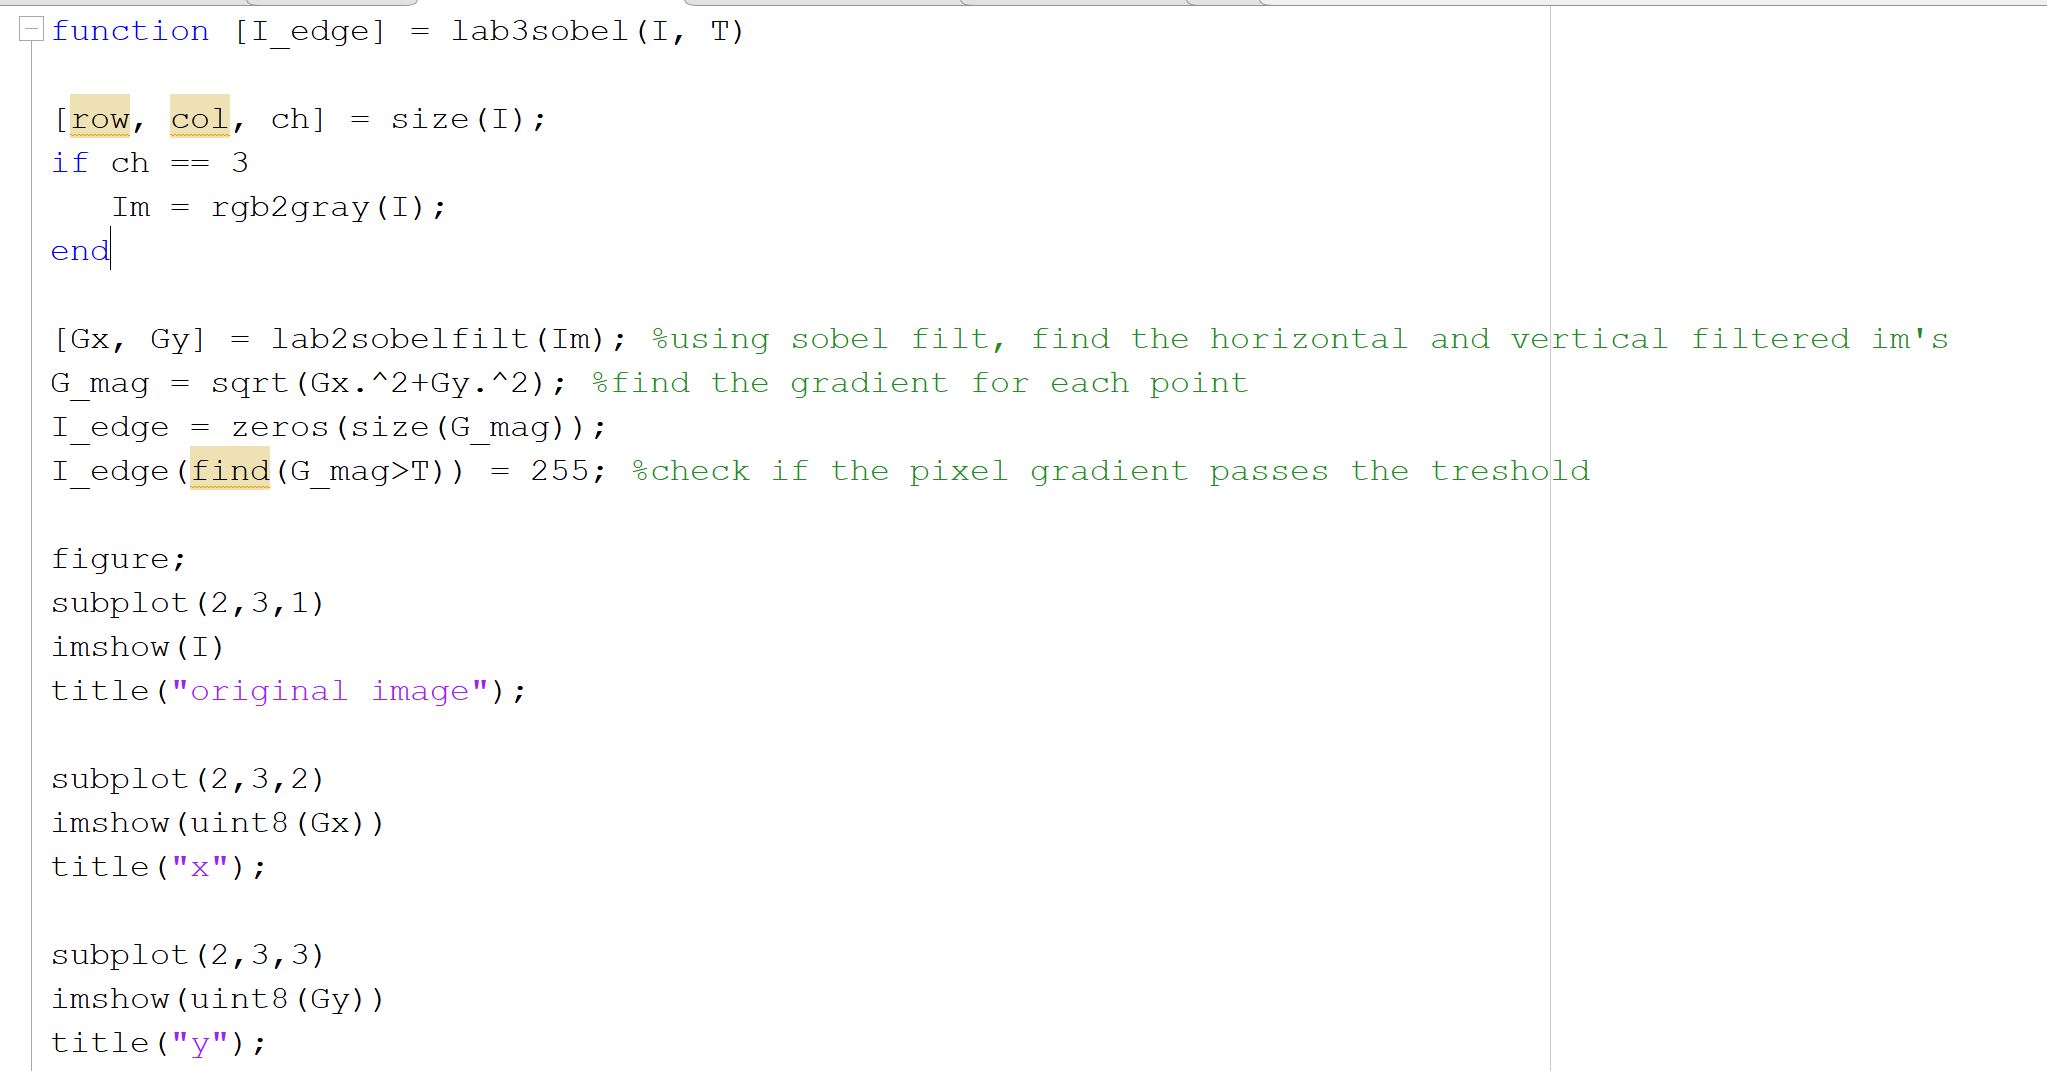 function [I_edge] = lab3sobel(I, T)
[row, col, ch] = size(I);
if ch == 3
Im = rgb2gray(I);
end
[Gx, Gy] = lab2sobelfilt(Im); %using sobel filt, find the horizontal and vertical filtered im's
G_mag = sqrt(Gx.^2+Gy.^2); %find the gradient for each point
I_edge = zeros(size(G_mag));
I_edge(find(G_mag>T)) = 255; %check if the pixel gradient passes the treshold
figure;
subplot(2,3,1)
imshow(I)
title("original image");
subplot(2,3,2)
imshow(uint8(Gx))
title("x");
subplot(2,3,3)
imshow(uint8(Gy))
title("y");